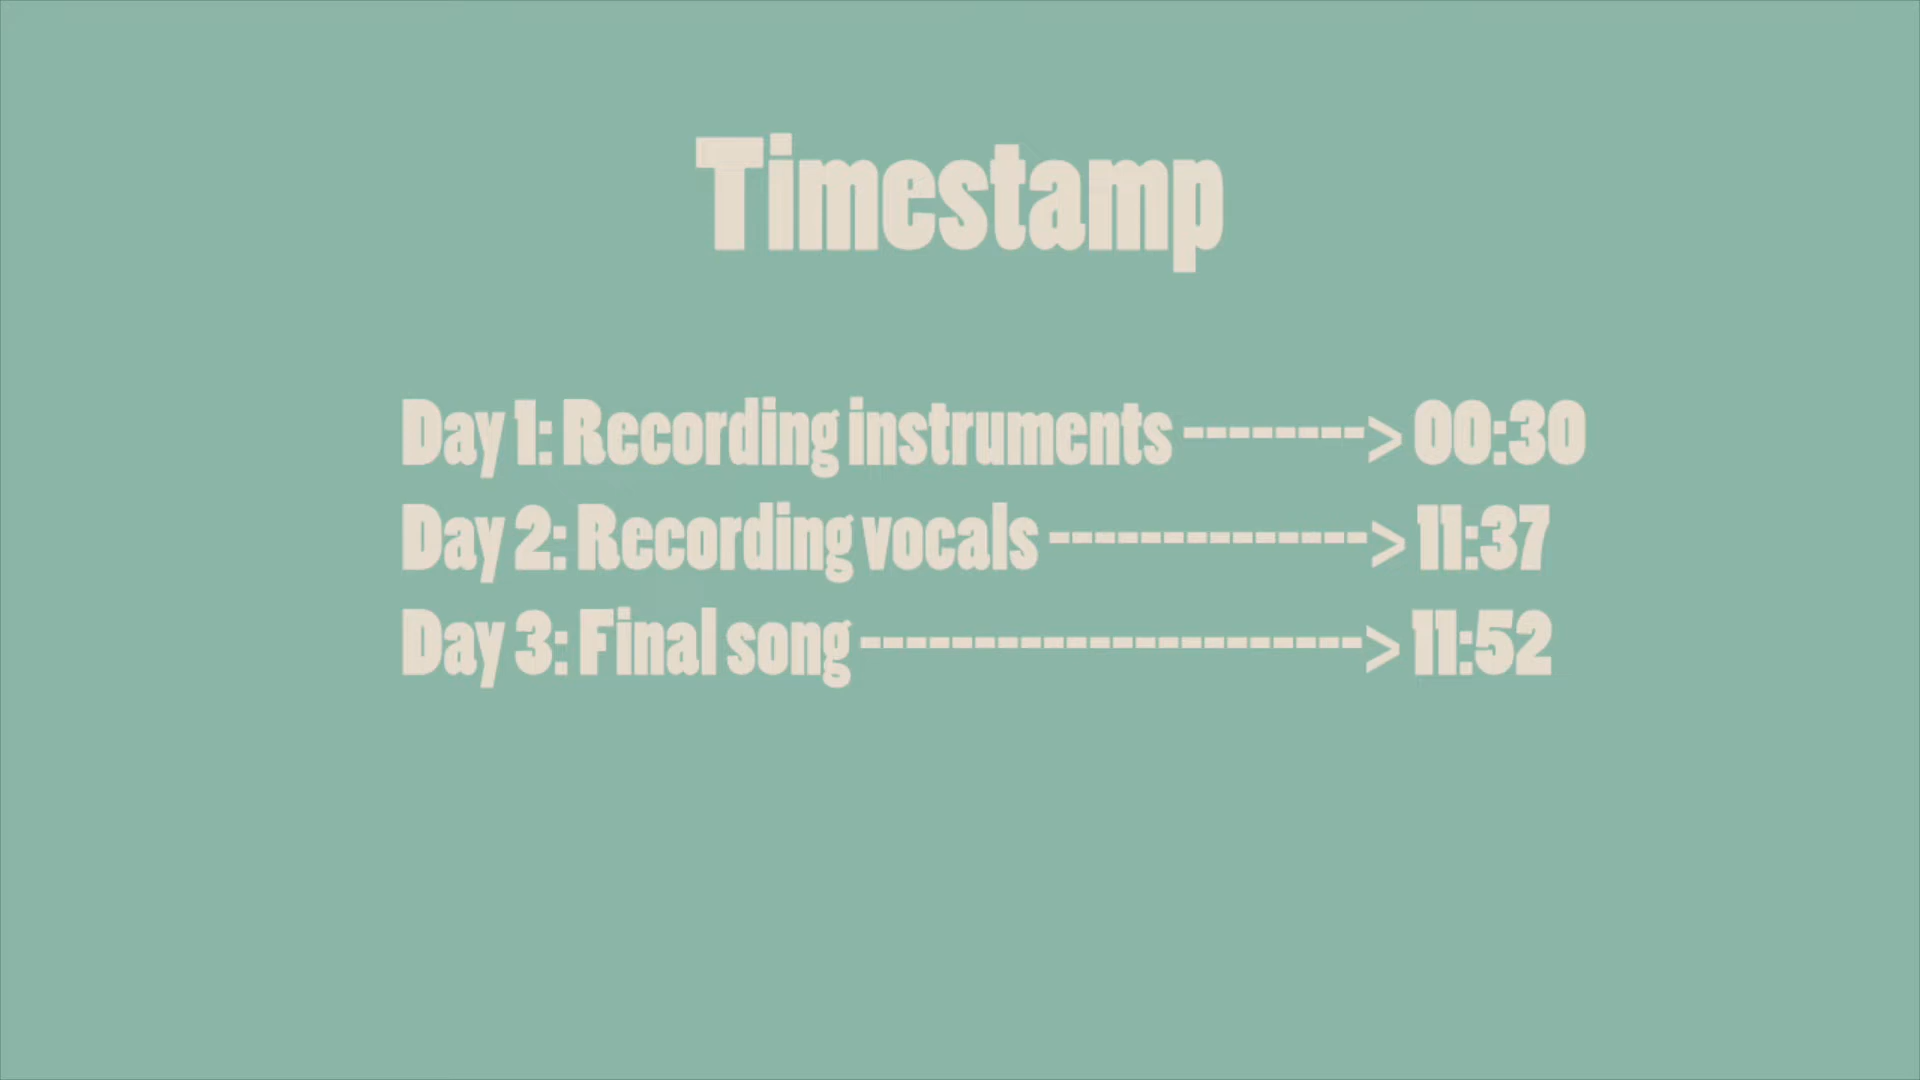 Timestamp
Day 1: Recording instruments --------> 00:30
Day 2: Recording vocals --------------> 11:37
Day 3: Final song ----------------------> 11:52